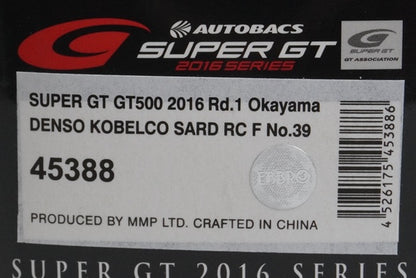 AUTOBACS
SUPER GT
2016 SERIES
SUPER GT
GT ASSOCIATION
SUPER GT GT500 2016 Rd.1 Okayama
DENSO KOBELCO SARD RC F No.39
45388
EBBRO
PRODUCED BY MMP LTD. CRAFTED IN CHINA
4 526175 453886
SUPER GT 2016 SERIES